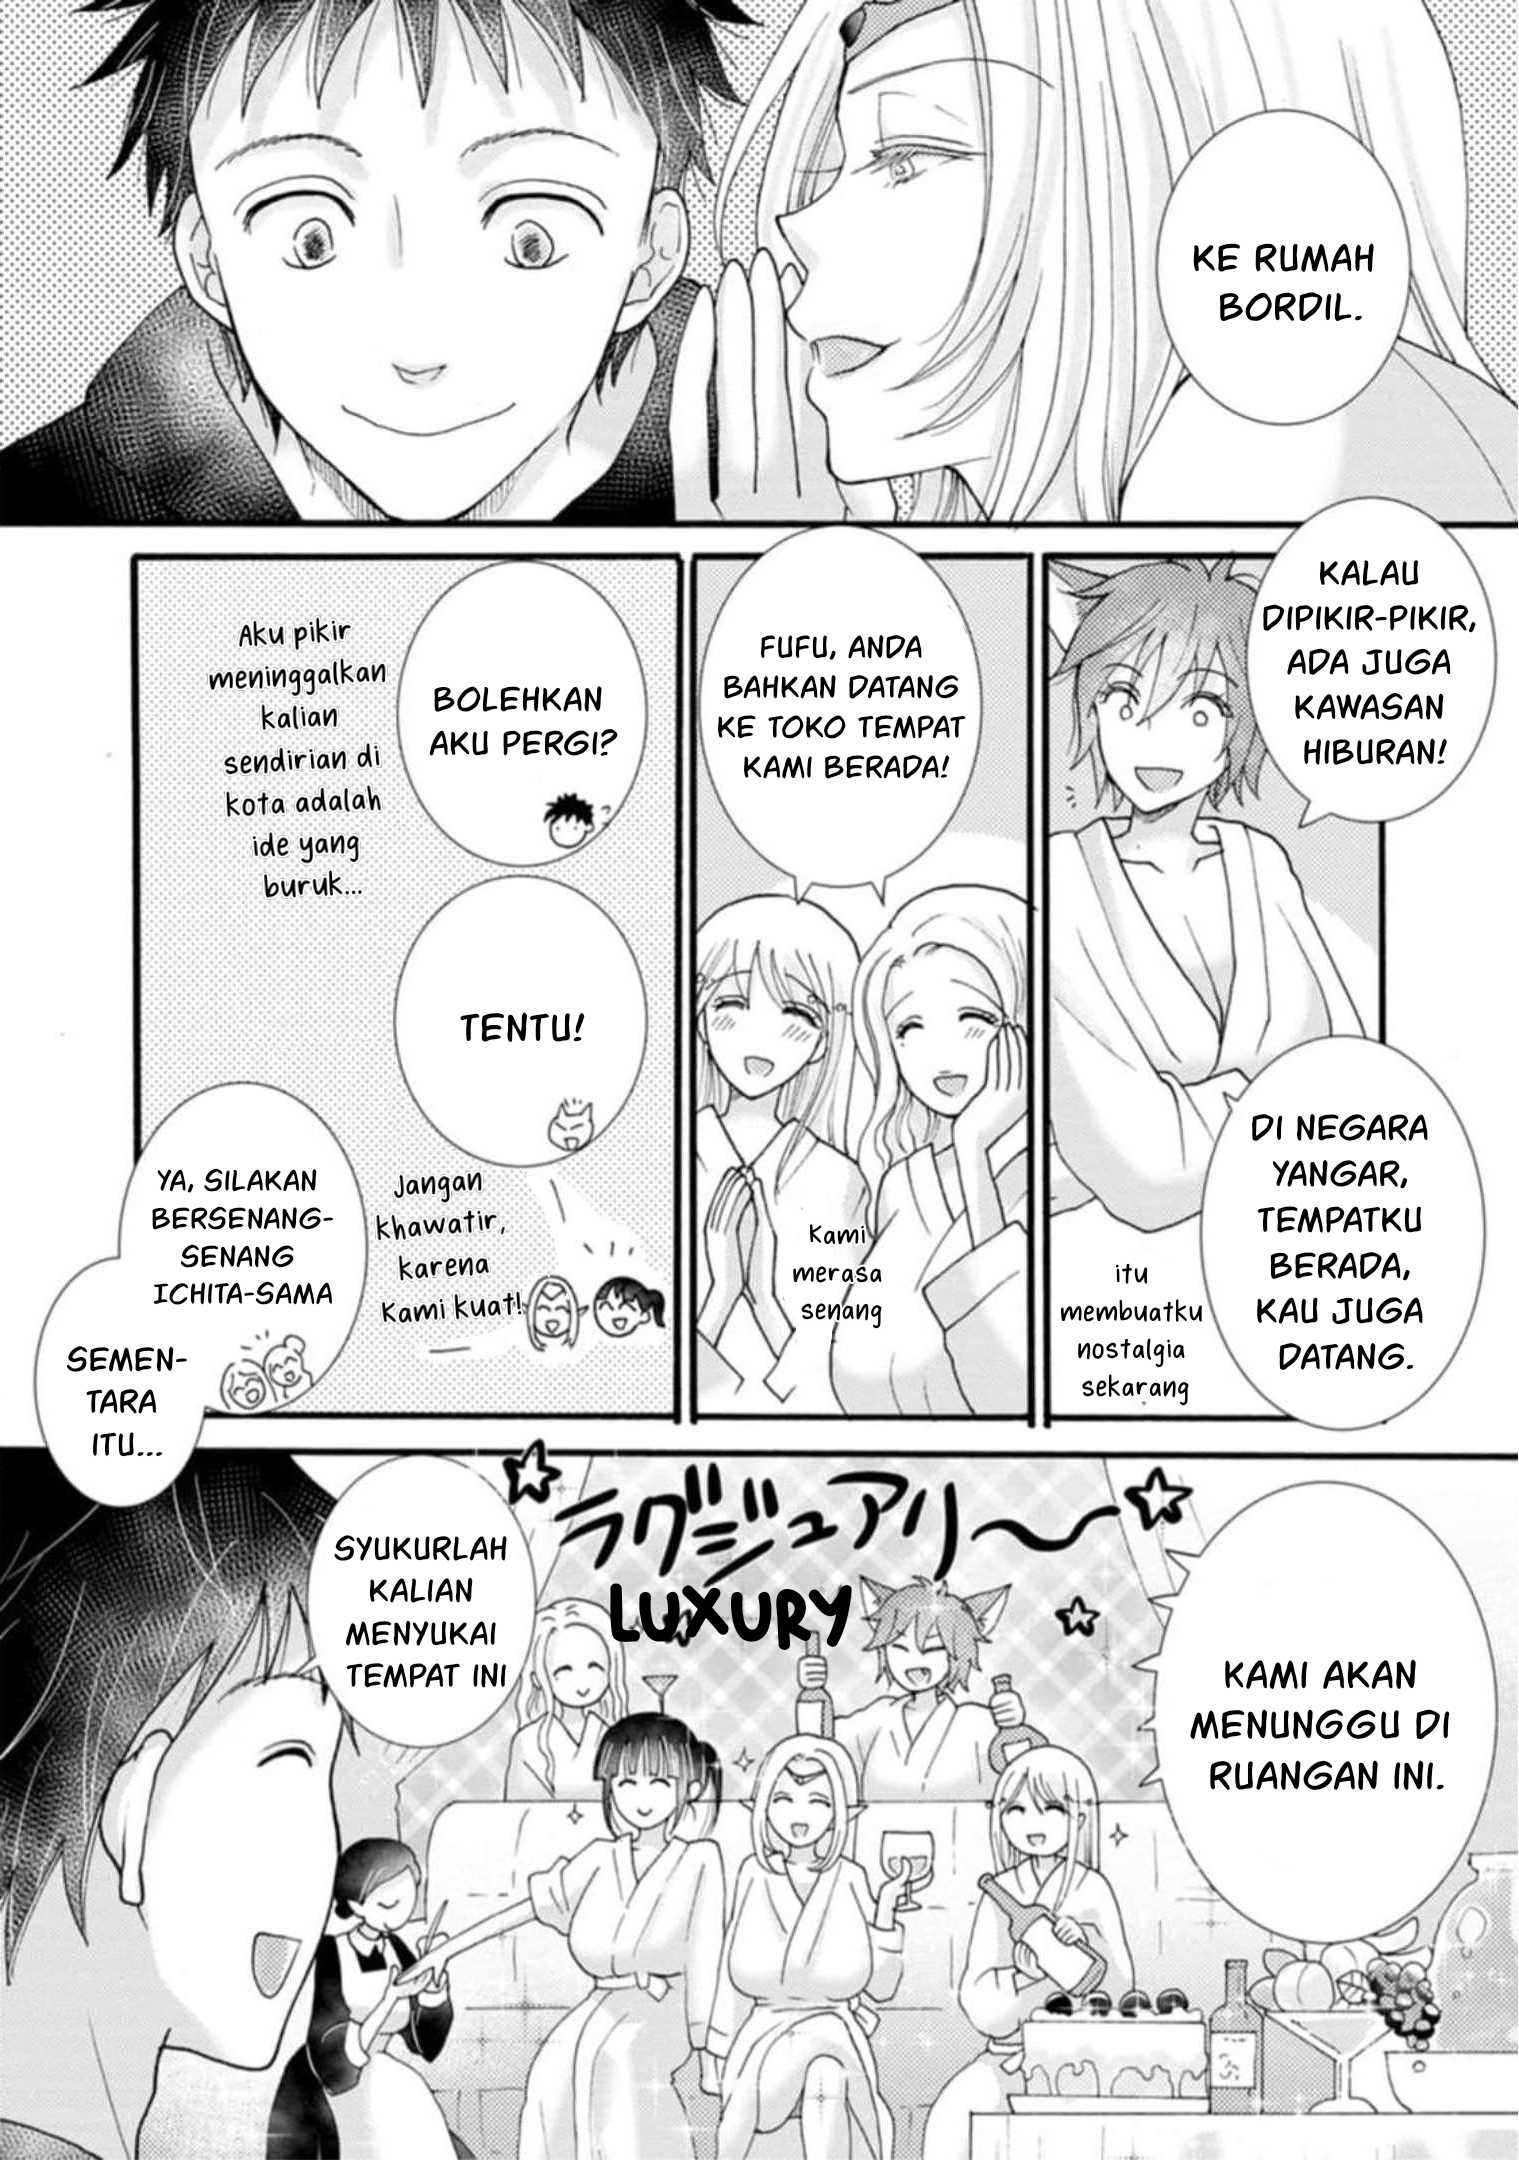 KE RUMAH
BORDIL.
KALAU
DIPIKIR-PIKIR,
ADA JUGA
KAWASAN
HIBURAN!
DI NEGARA
YANGAR,
TEMPATKU
BERADA,
KAU JUGA
DATANG.
itu
membuatku
nostalgia
sekarang
FUFU, ANDA
BAHKAN DATANG
KE TOKO TEMPAT
KAMI BERADA!
Kami
merasa
senang
BOLEHKAN
AKU PERGI?
Aku pikir
meninggalkan
kalian
sendirian di
kota adalah
ide yang
buruk...
TENTU!
Jangan
khawatir,
karena
Kami kuat!
YA, SILAKAN
BERSENANG-
SENANG
ICHITA-SAMA
SEMEN-
TARA
ITU...
KAMI AKAN
MENUNGGU DI
RUANGAN INI.
ラグジュアリ〜
LUXURY
SYUKURLAH
KALIAN
MENYUKAI
TEMPAT INI